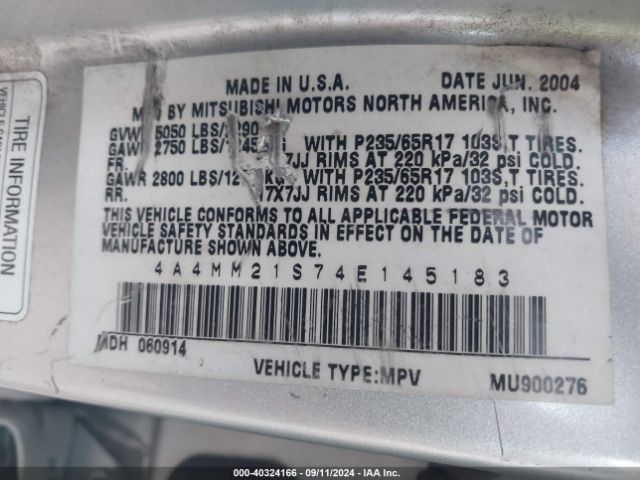 MADE IN U.S.A. DATE JUN. 2004
BY MITSUBISHI MOTORS NORTH AMERICA, INC.
5050 LBS/
2750 LBS/ WITH P235/65R17 103S,T TIRES.
FR. 7JJ RIMS AT 220 kPa/32 psi COLD.
GAWR 2800 LBS/ WITH P235/65R17 103S,T TIRES.
RR. 17X7JJ RIMS AT 220 kPa/32 psi COLD.
THIS VEHICLE CONFORMS TO ALL APPLICABLE FEDERAL MOTOR
VEHICLE SAFETY STANDARDS IN EFFECT ON THE DATE OF
MANUFACTURE SHOWN ABOVE.
4A4MM21S74E145183
060914
VEHICLE TYPE:MPV
MU900276
TIRE INFORMATION
000-40324166 - 09/11/2024 - IAA Inc.